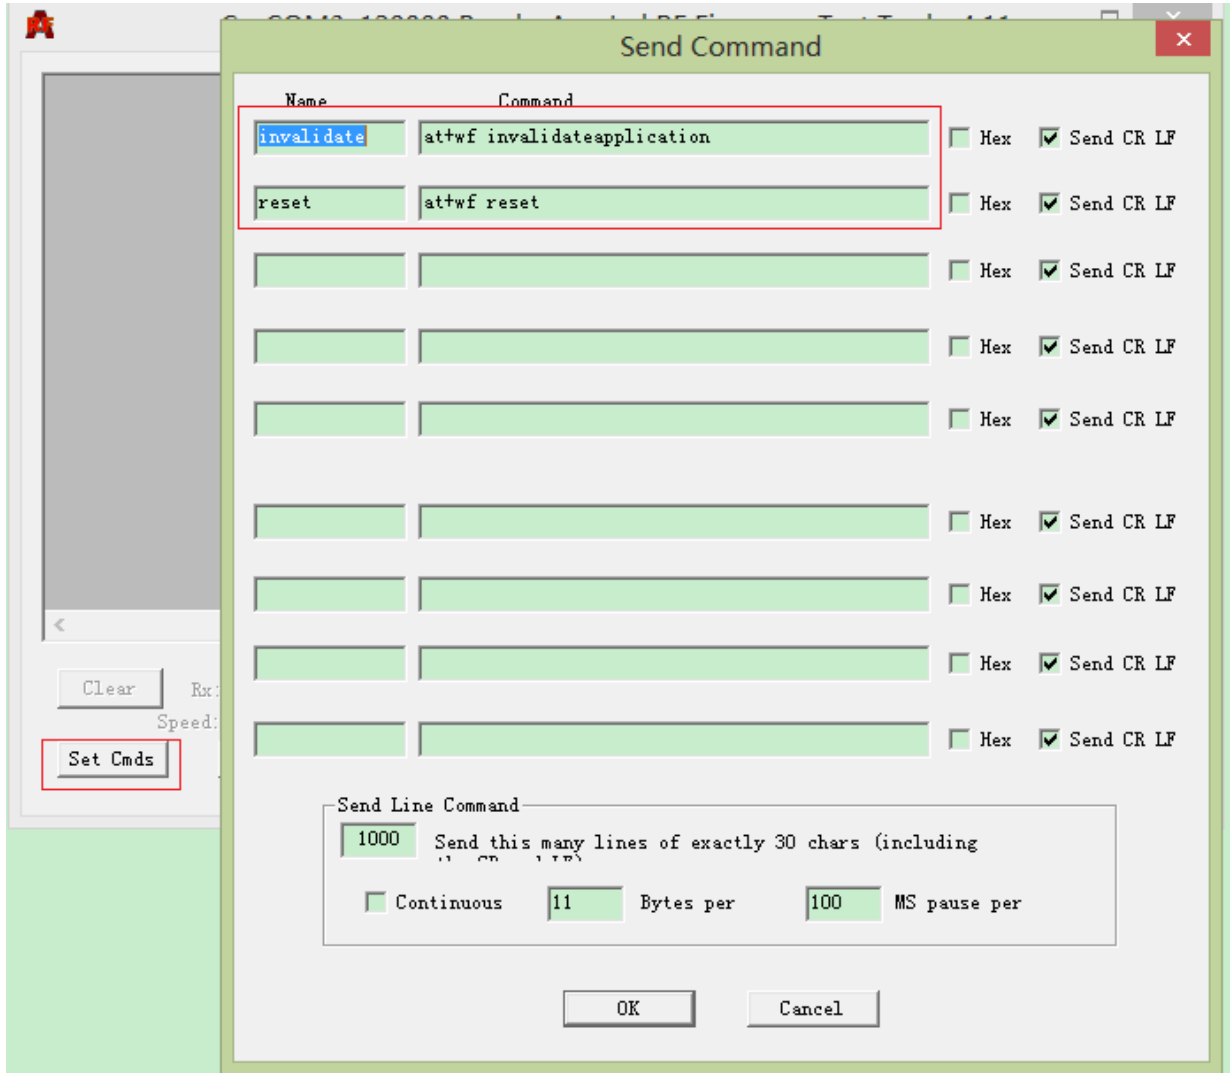 Send Command
Name Command
invalidate at+wf invalidateapplication Hex Send CR LF
reset at+wf reset Hex Send CR LF
Hex Send CR LF
Hex Send CR LF
Hex Send CR LF
Hex Send CR LF
Hex Send CR LF
Hex Send CR LF
Hex Send CR LF
Clear Rx:
Speed:
Set Cmds
Send Line Command
1000 Send this many lines of exactly 30 chars (including
Continuous 11 Bytes per 100 MS pause per
OK Cancel